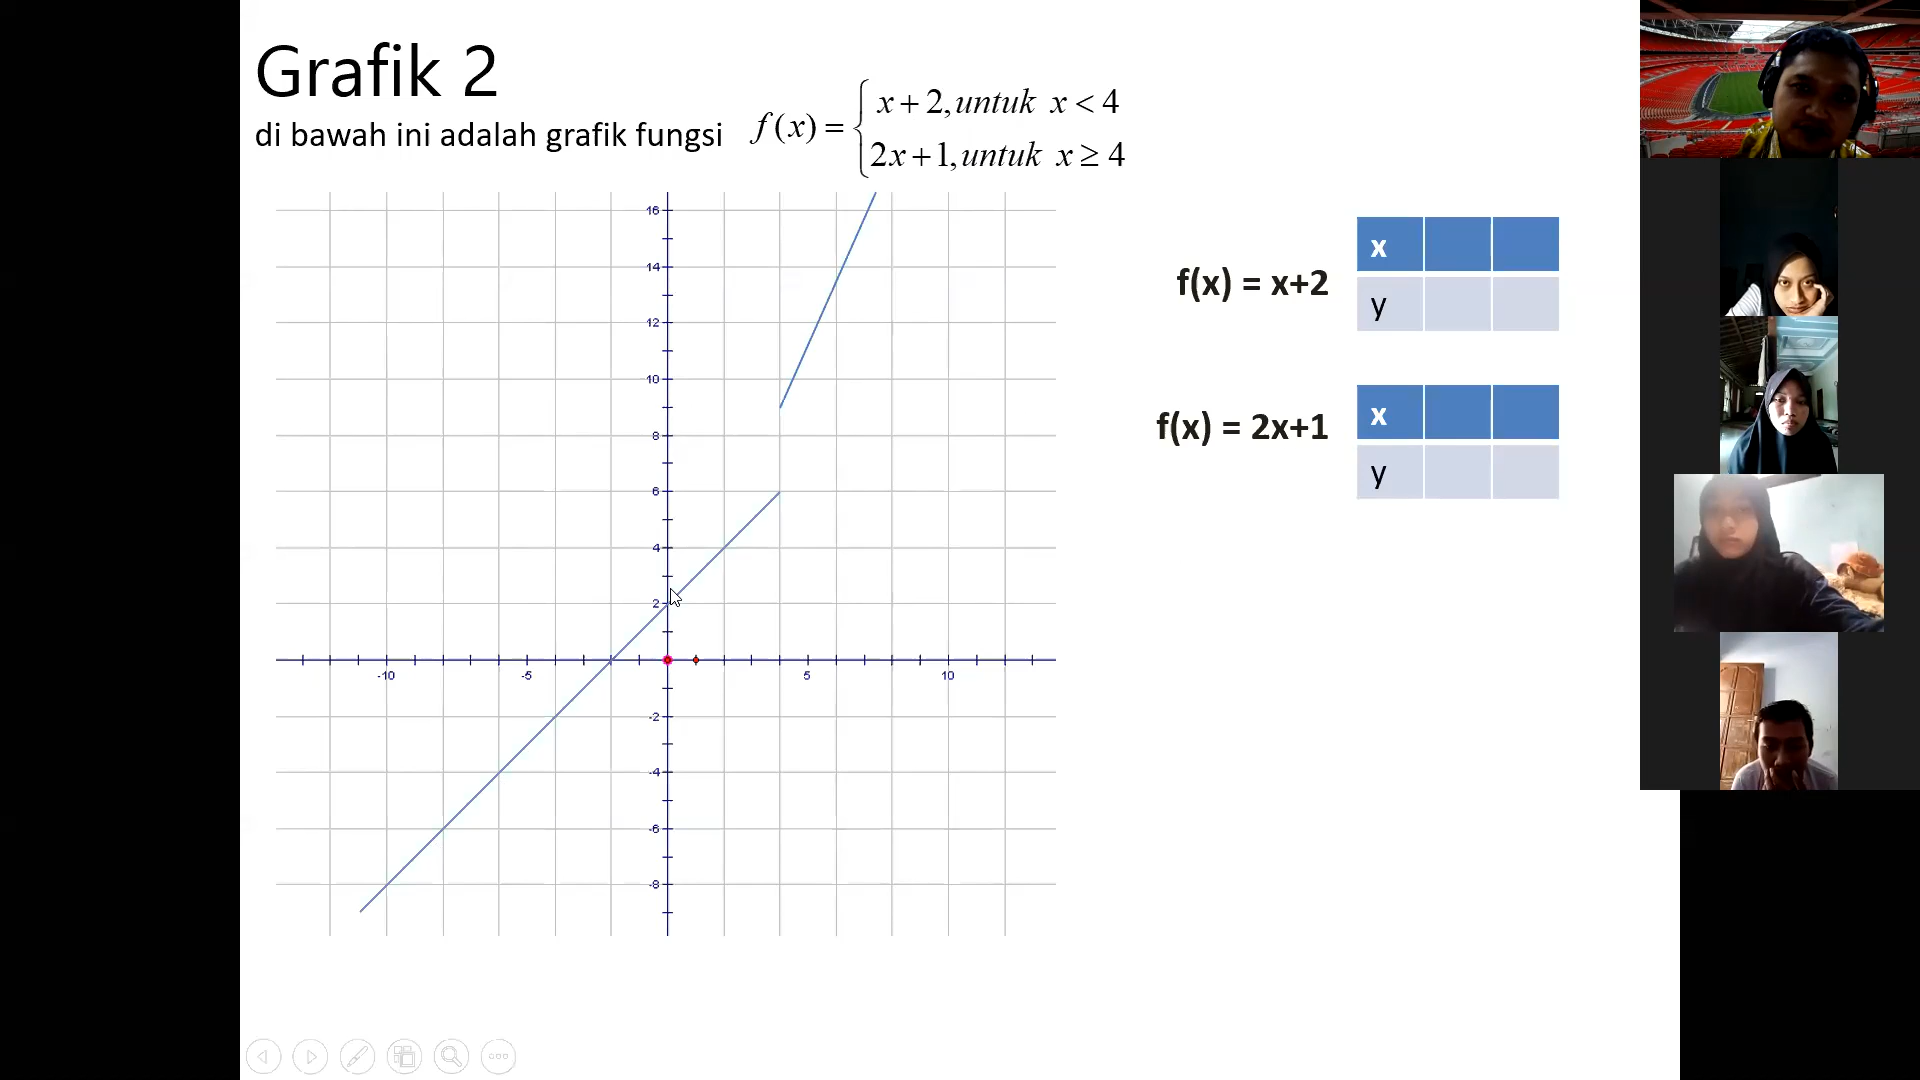 Grafik 2
di bawah ini adalah grafik fungsi f(x) = { x + 2, untuk x < 4
2x + 1, untuk x ≥ 4
16
14
12
10
8
6
4
2
-10 -5 5 10
-2
-4
-6
-8
f(x) = x+2
x
y
f(x) = 2x+1
x
y